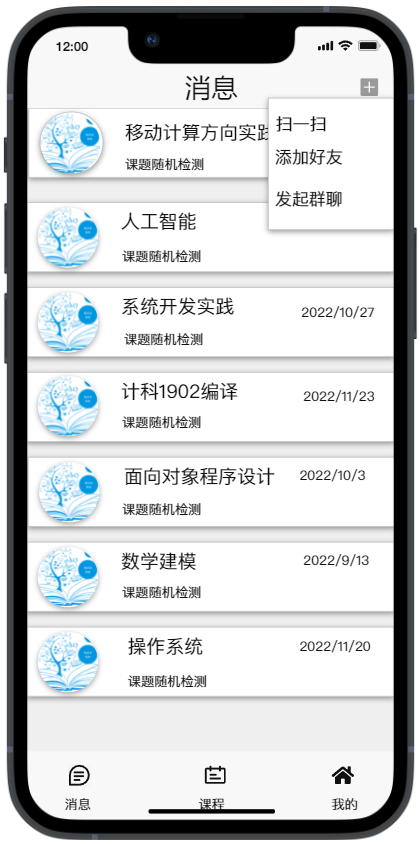 12:00
消息
移动计算方向实践
课题随机检测
扫一扫
添加好友
发起群聊
人工智能
课题随机检测
系统开发实践
2022/10/27
课题随机检测
计科1902编译
2022/11/23
课题随机检测
面向对象程序设计
2022/10/3
课题随机检测
数学建模
2022/9/13
课题随机检测
操作系统
2022/11/20
课题随机检测
消息
课程
我的